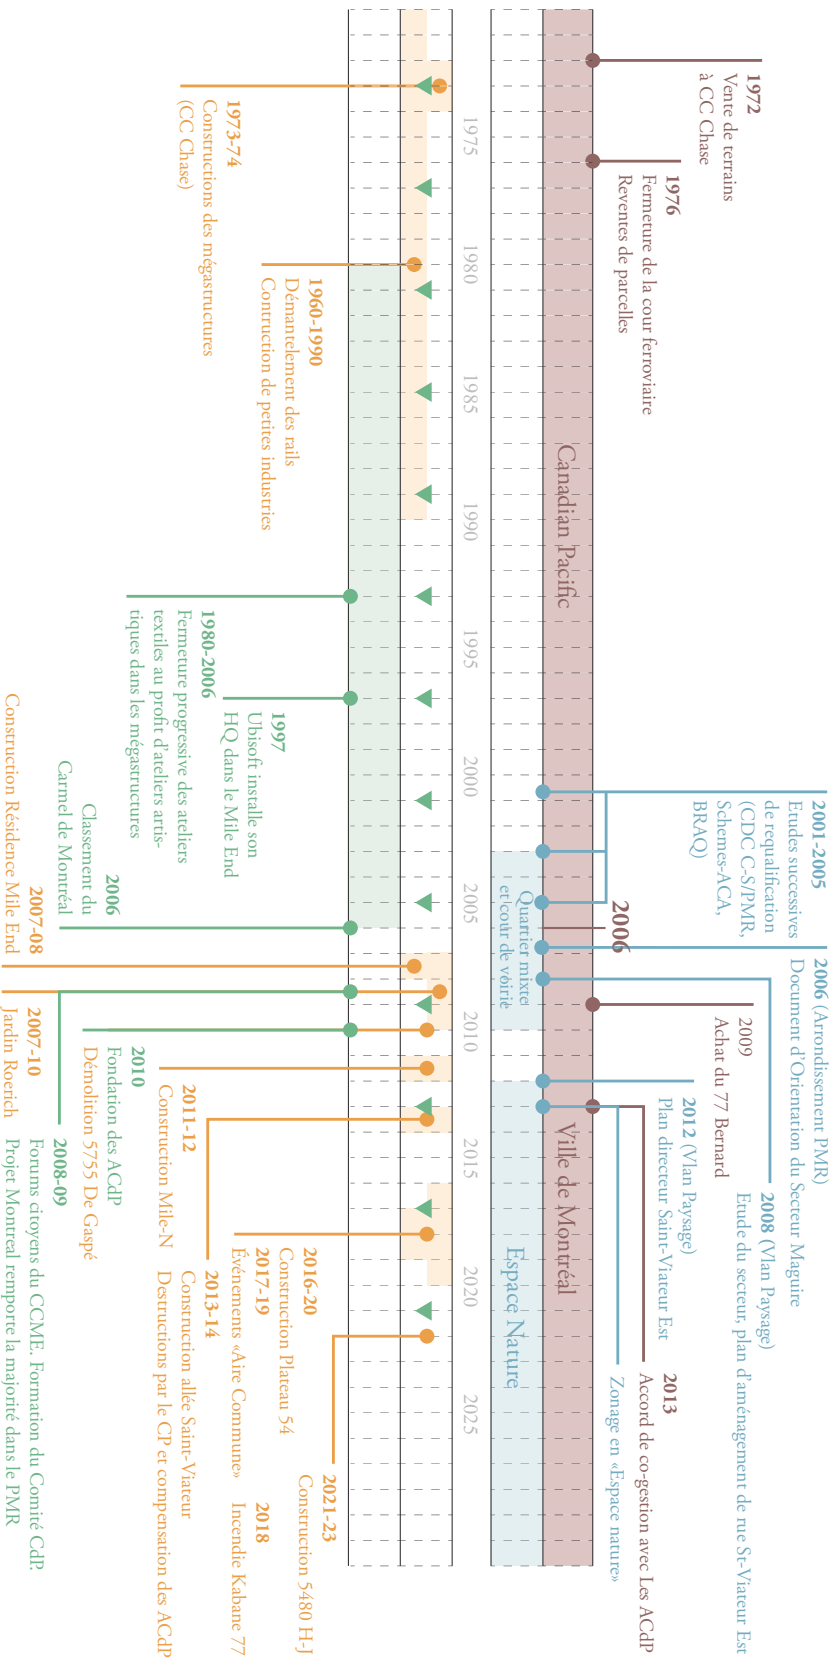 1972
Vente de terrains
à CC Chase
1976
Fermeture de la cour ferroviaire
Reventes de parcelles
2001-2005
Etudes successives
de requalification
(CDC C-S/PMR,
Schemes-ACA,
BRAQ)
2006
2006 (Arrondissement PMR)
Document d'Orientation du Secteur Maguire
2008 (Vlan Paysage)
Etude du secteur, plan d'aménagement de rue St-Viateur Est
2009
Achat du 77 Bernard
2012 (Vlan Paysage)
Plan directeur Saint-Viateur Est
2013
Accord de co-gestion avec Les ACdP
Zonage en «Espace nature»
Canadian Pacific
Ville de Montréal
Quartier mixte
et cour de voirie
Espace Nature
1975
1980
1985
1990
1995
2000
2005
2010
2015
2020
2025
1973-74
Constructions des mégastructures
(CC Chase)
1960-1990
Démantelement des rails
Contruction de petites industries
1980-2006
Fermeture progressive des ateliers
textiles au profit d'ateliers artis-
tiques dans les mégastructures
1997
Ubisoft installe son
HQ dans le Mile End
2006
Classement du
Carmel de Montréal
2007-08
Construction Résidence Mile End
2007-10
Jardin Roerich
2008-09
Forums citoyens du CCME. Formation du Comité CdP.
Projet Montreal remporte la majorité dans le PMR
2010
Fondation des ACdP
Démolition 5755 De Gaspé
2011-12
Construction Mile-N
2013-14
Construction allée Saint-Viateur
Destructions par le CP et compensation des ACdP
2016-20
Construction Plateau 54
2017-19
Événements «Aire Commune»
2018
Incendie Kabane 77
2021-23
Construction 5480 H-J